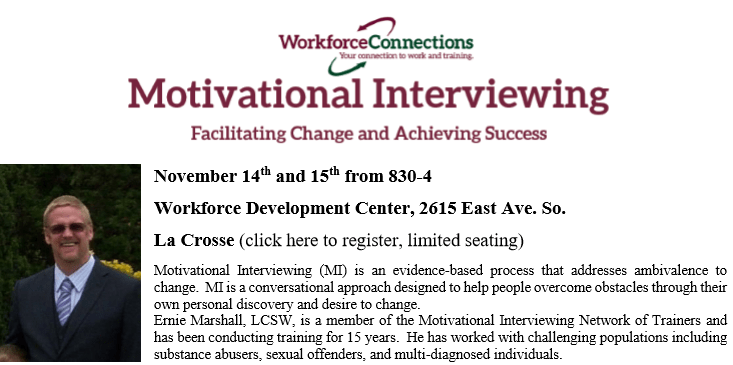 WorkforceConnections
Your connection to work and training.
Motivational Interviewing
Facilitating Change and Achieving Success
November 14th and 15th from 830-4
Workforce Development Center, 2615 East Ave. So.
La Crosse (click here to register, limited seating)
Motivational Interviewing (MI) is an evidence-based process that addresses ambivalence to
change.  MI is a conversational approach designed to help people overcome obstacles through their
own personal discovery and desire to change.
Ernie Marshall, LCSW, is a member of the Motivational Interviewing Network of Trainers and
has been conducting training for 15 years.  He has worked with challenging populations including
substance abusers, sexual offenders, and multi-diagnosed individuals.